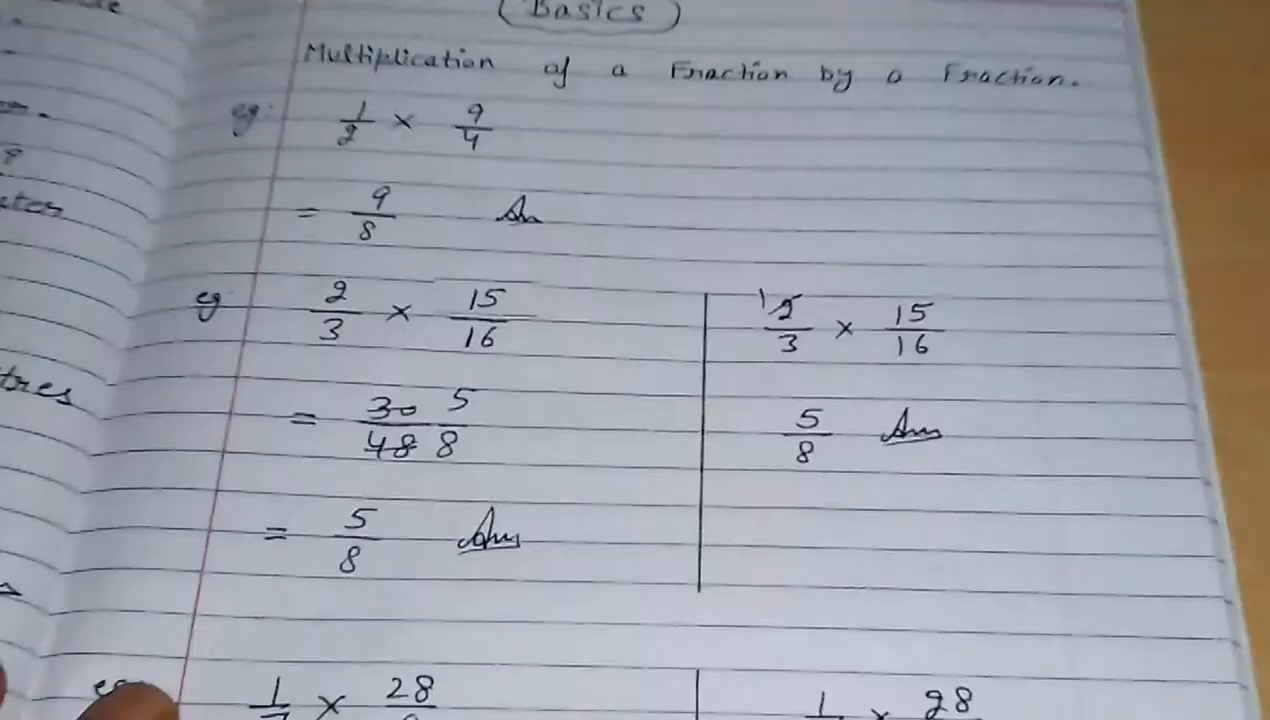 (Basics)
Multiplication of a Fraction by a Fraction.
eg: 1/2 × 9/4
= 9/8 Ans
eg 2/3 × 15/16
= 30/48 5/8
= 5/8 Ans
1 2/3 × 15/16
5/8 Ans
1/7 × 28
1 × 28
tres